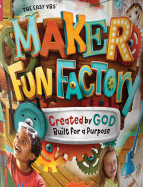 THE EASY VBS
MAKER
FUN FACTORY
Created by GOD
Built for a Purpose